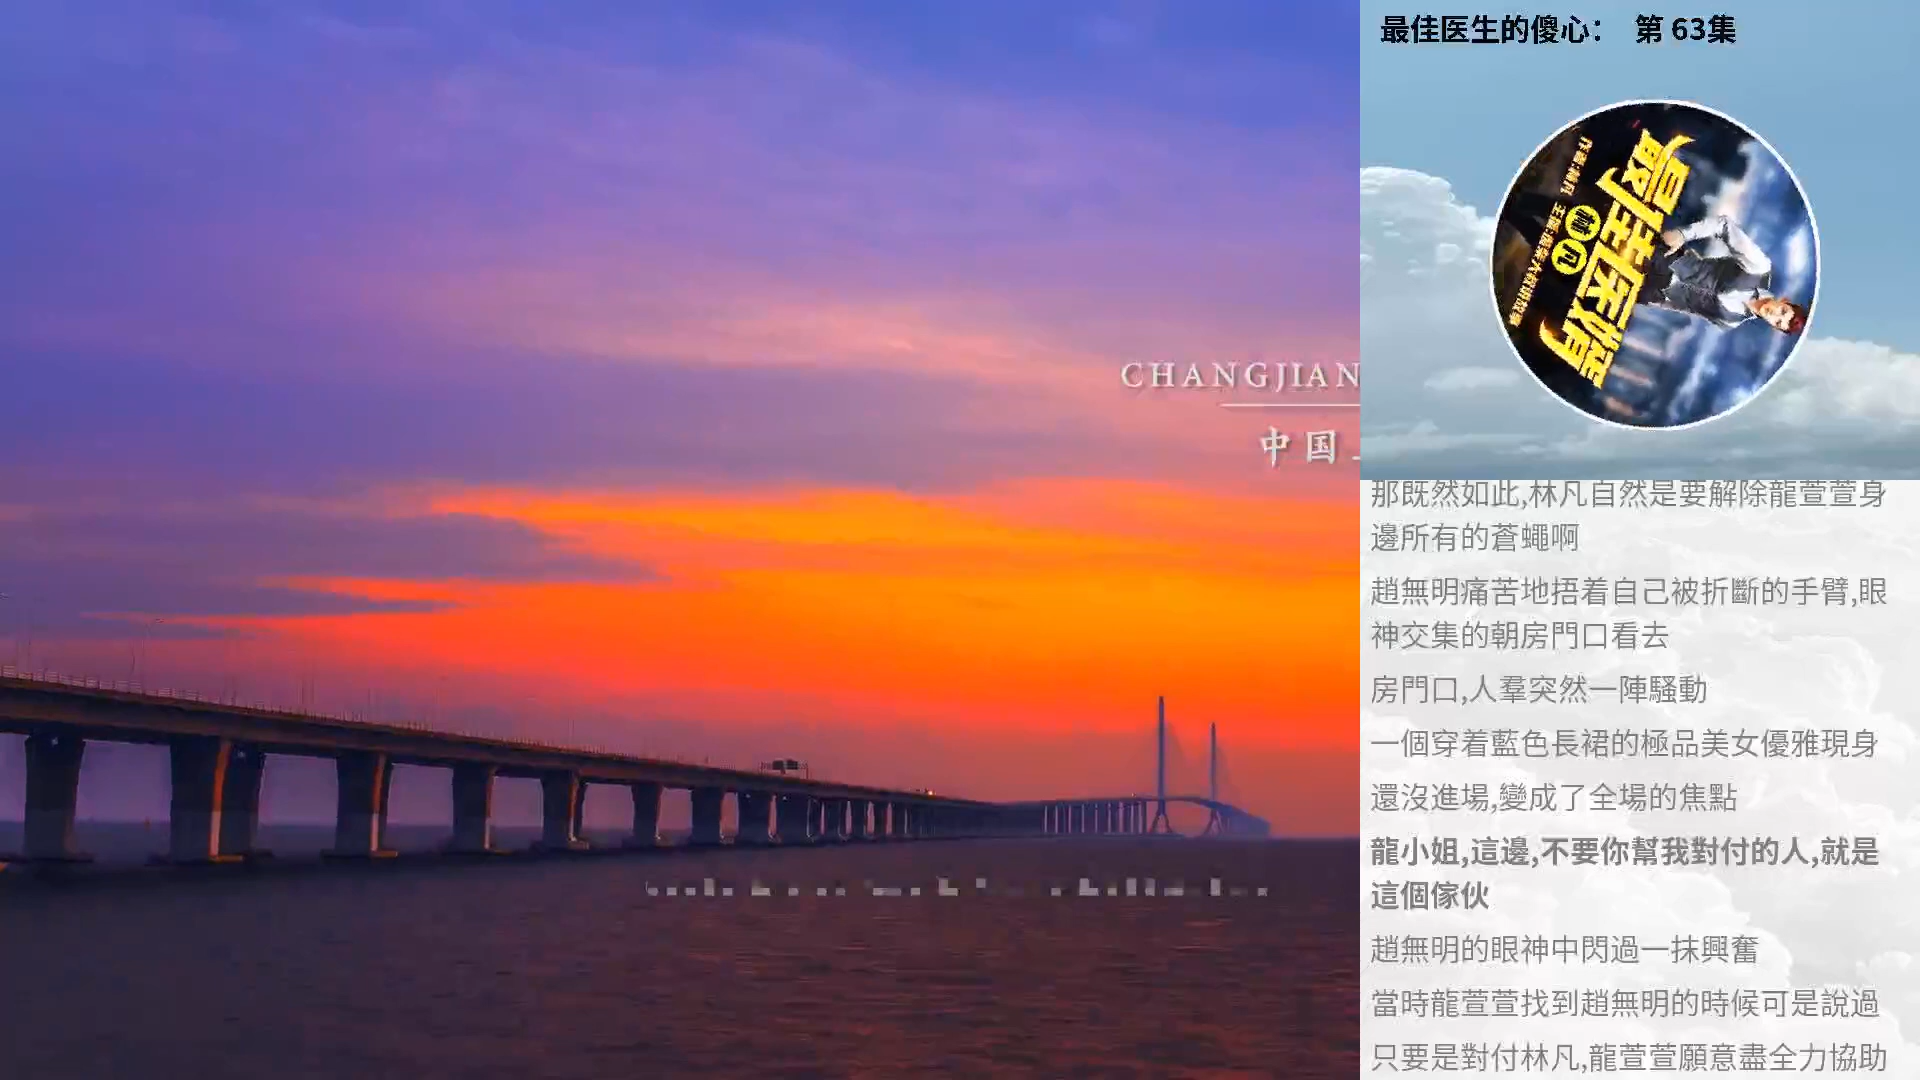 最佳医生的傻心： 第 63集
最佳医婿
林凡
CHANGJIAN
中国
那既然如此,林凡自然是要解除龍萱萱身
邊所有的蒼蠅啊
趙無明痛苦地捂着自己被折斷的手臂,眼
神交集的朝房門口看去
房門口,人羣突然一陣騷動
一個穿着藍色長裙的極品美女優雅現身
還沒進場,變成了全場的焦點
龍小姐,這邊,不要你幫我對付的人,就是
這個傢伙
趙無明的眼神中閃過一抹興奮
當時龍萱萱找到趙無明的時候可是說過
只要是對付林凡,龍萱萱願意盡全力協助